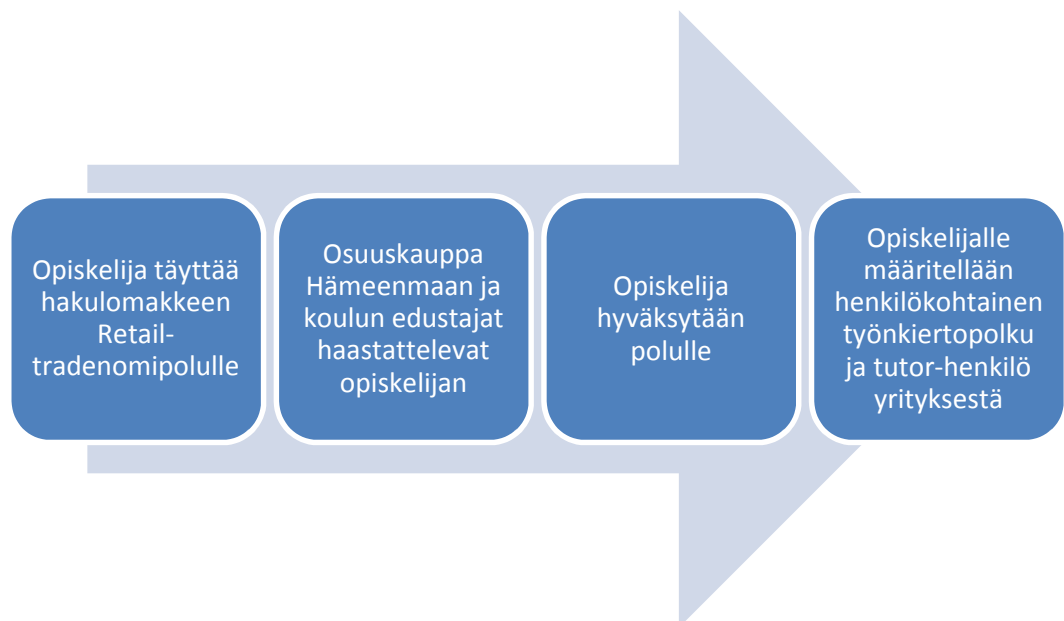 Opiskelija täyttää
hakulomakkeen
Retail-
tradenomipolulle
Osuuskauppa
Hämeenmaan ja
koulun edustajat
haastattelevat
opiskelijan
Opiskelija
hyväksytään
polulle
Opiskelijalle
määritellään
henkilökohtainen
työnkiertopolku
ja tutor-henkilö
yrityksestä